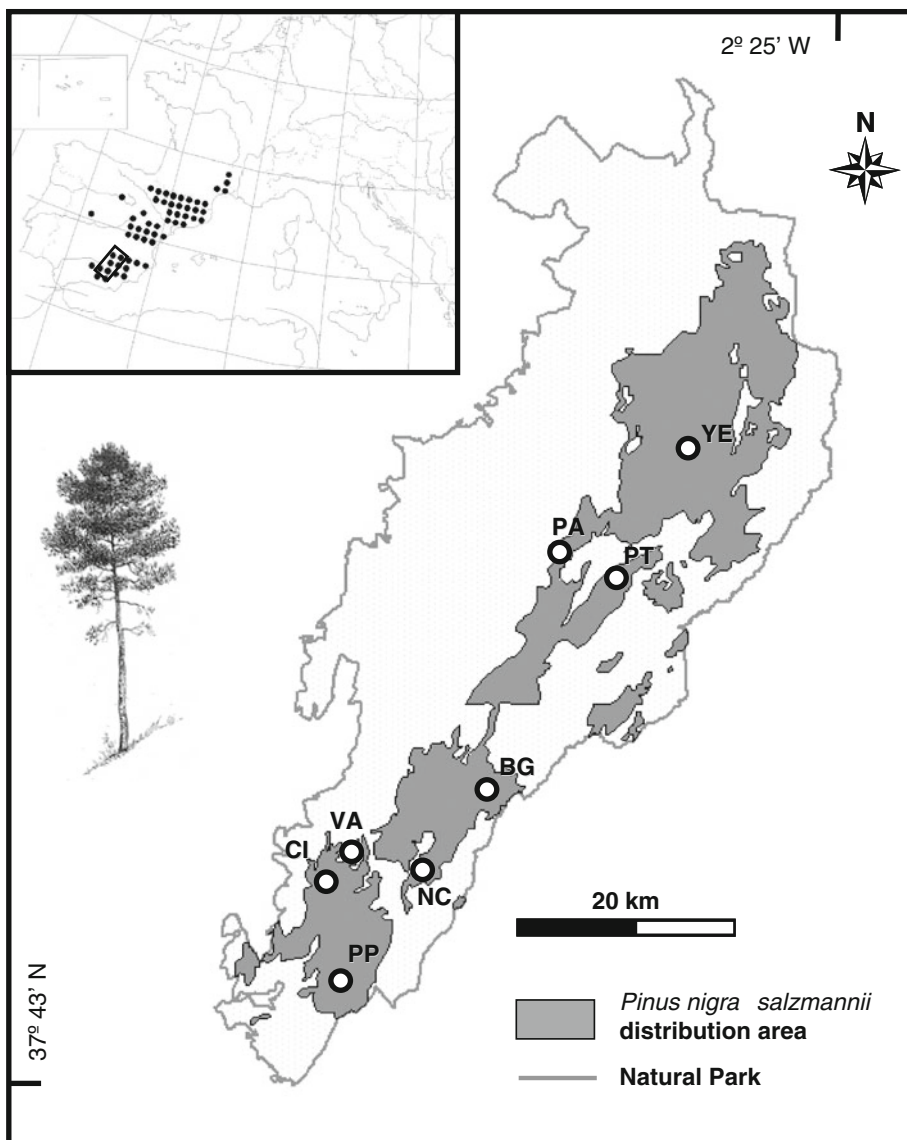 2º 25’ W
N
YE
PA
PT
BG
VA
CI
NC
PP
20 km
37º 43’ N
Pinus nigra salzmannii
distribution area
Natural Park